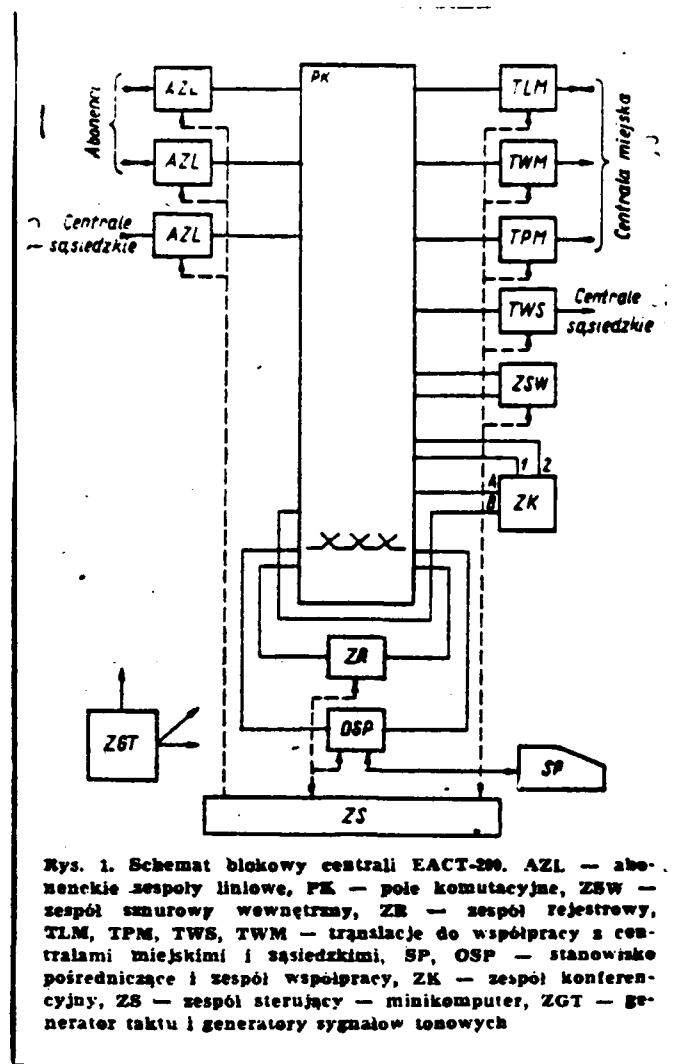 PK
AZL
TLM
Abonenci
AZL
TWM
Centrala miejska
Centrale
sąsiedzkie
AZL
TPM
TWS
Centrale
sąsiedzkie
ZSW
1 2
A
B
ZK
ZR
OSP
ZGT
SP
ZS
Rys. 1. Schemat blokowy centrali EACT-200. AZL — abo-
nenckie zespoły liniowe, PK — pole komutacyjne, ZSW —
zespół sznurowy wewnętrzny, ZR — zespół rejestrowy,
TLM, TPM, TWS, TWM — translacje do współpracy z cen-
tralami miejskimi i sąsiedzkimi, SP, OSP — stanowisko
pośredniczące i zespół współpracy, ZK — zespół konferen-
cyjny, ZS — zespół sterujący — minikomputer, ZGT — ge-
nerator taktu i generatory sygnałów tonowych